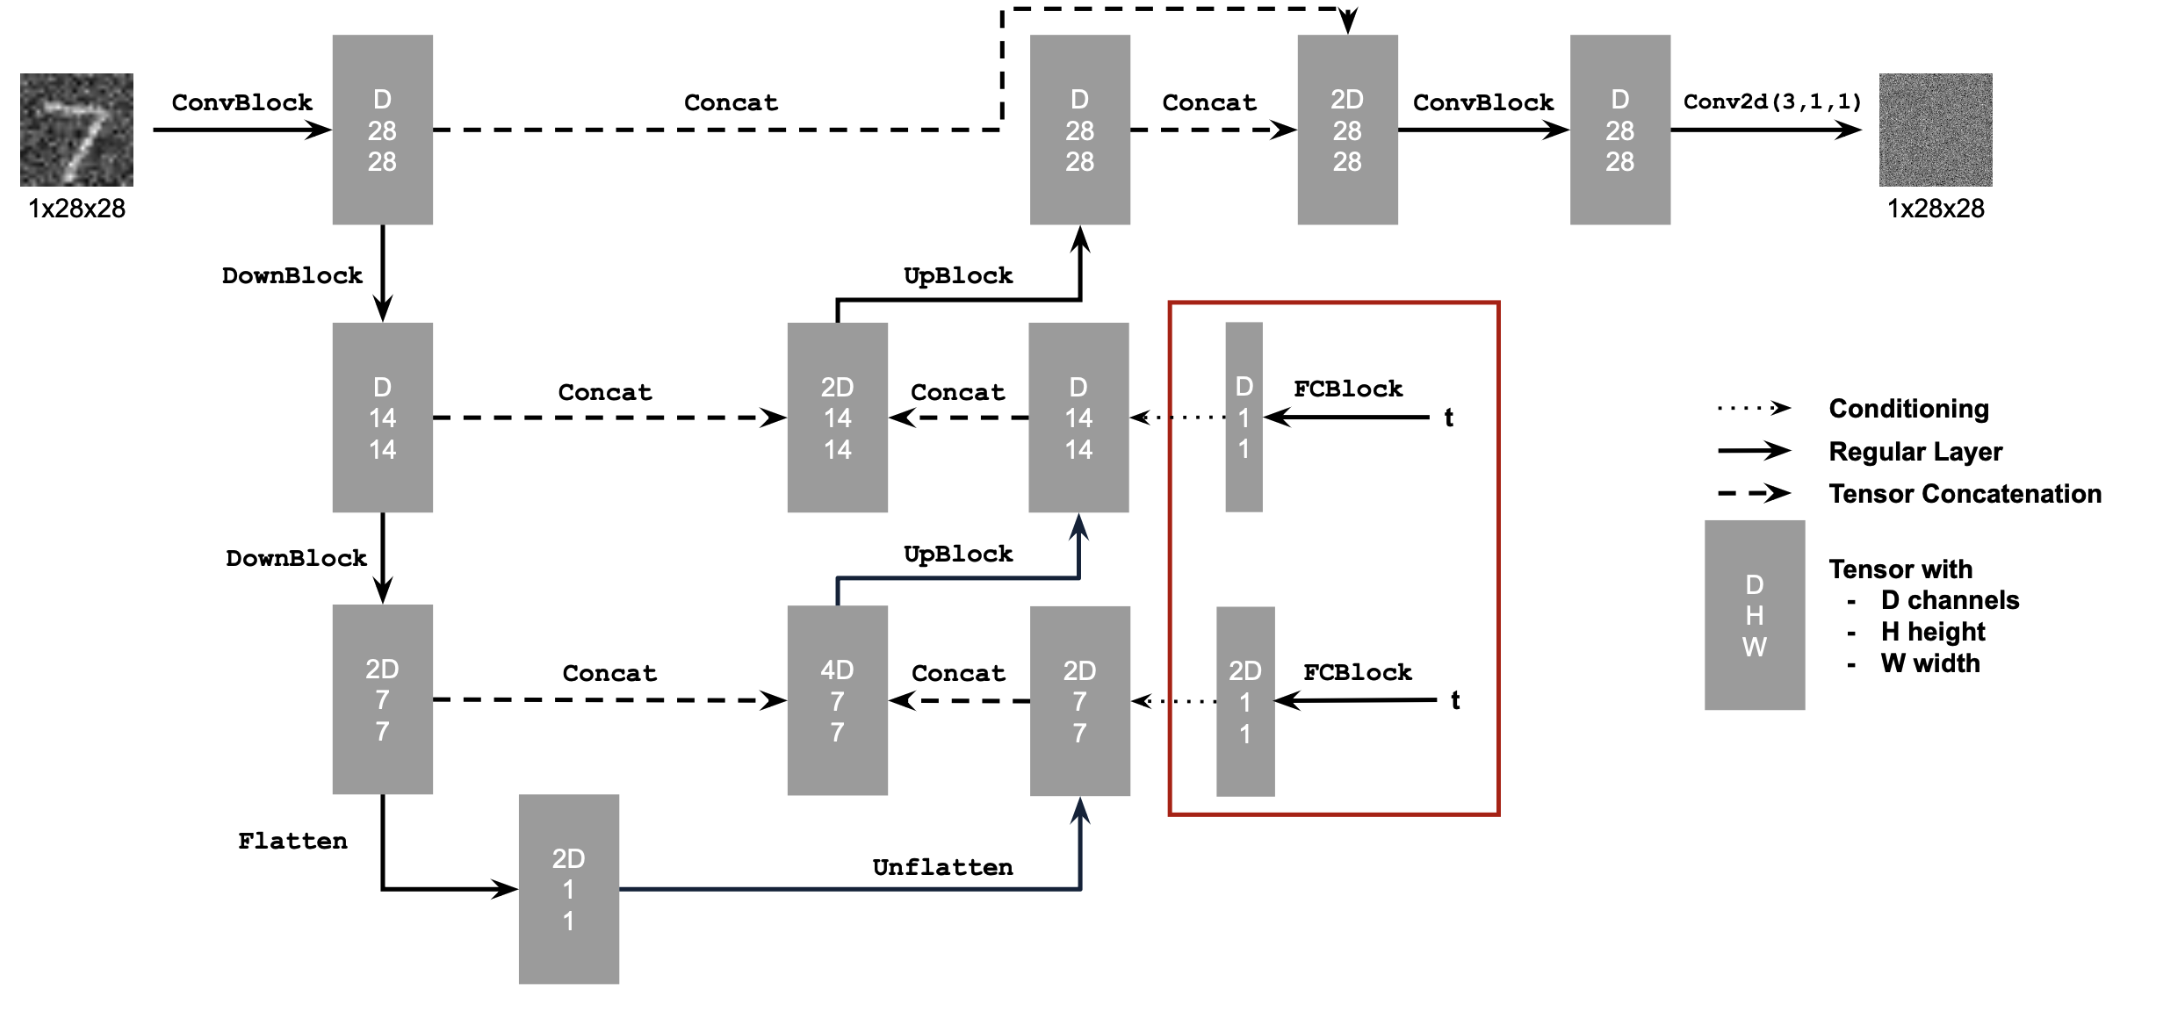 ConvBlock
D
28
28
Concat
D
28
28
Concat
2D
28
28
ConvBlock
D
28
28
Conv2d(3,1,1)
1x28x28
1x28x28
DownBlock
UpBlock
D
14
14
Concat
2D
14
14
Concat
D
14
14
D
1
1
FCBlock
t
DownBlock
UpBlock
2D
7
7
Concat
4D
7
7
Concat
2D
7
7
2D
1
1
FCBlock
t
Flatten
2D
1
1
Unflatten
Conditioning
Regular Layer
Tensor Concatenation
D
H
W
Tensor with
- D channels
- H height
- W width